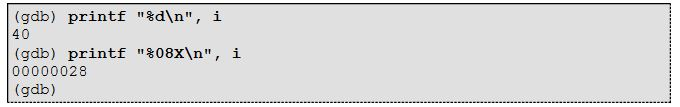 (gdb) printf "%d\n", i
40
(gdb) printf "%08X\n", i
00000028
(gdb)